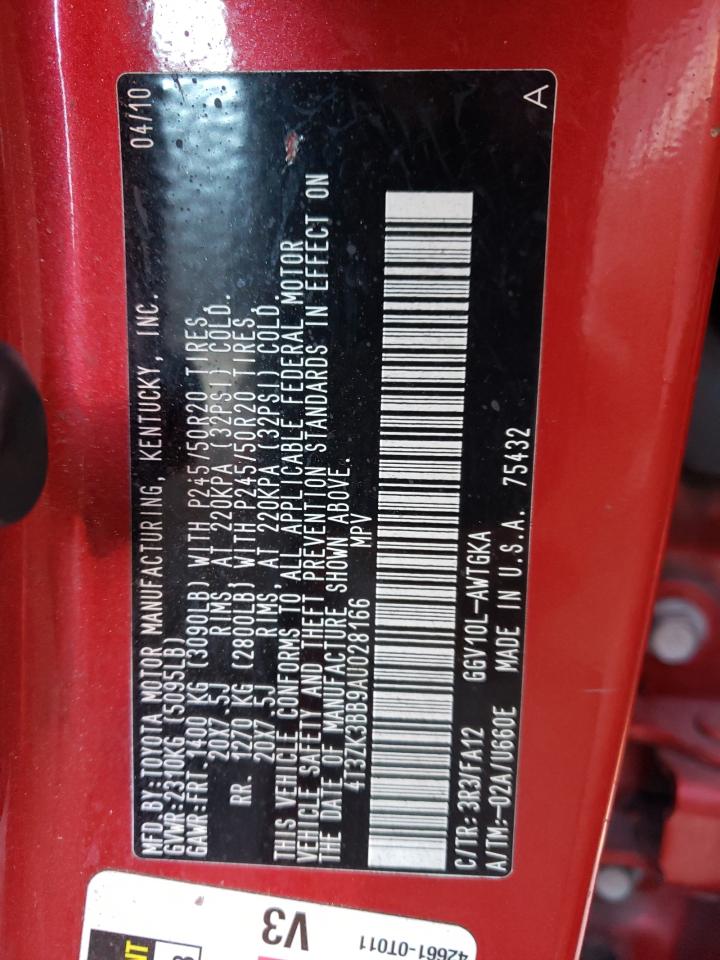 MFD.BY:TOYOTA MOTOR MANUFACTURING, KENTUCKY, INC. 04/10
GVWR:2310KG (5095LB)
GAWR:FRT.1400 KG (3090LB) WITH P245/50R20 TIRES,
20X7.5J RIMS, AT 220KPA (32PSI) COLD.
RR. 1270 KG (2800LB) WITH P245/50R20 TIRES,
20X7.5J RIMS, AT 220KPA (32PSI) COLD.
THIS VEHICLE CONFORMS TO ALL APPLICABLE FEDERAL MOTOR
VEHICLE SAFETY AND THEFT PREVENTION STANDARDS IN EFFECT ON
THE DATE OF MANUFACTURE SHOWN ABOVE.
4T3ZK3BB9AU028166 MPV
C/TR: 3R3/FA12 GGV10L-AWTGKA
A/TM:-02A/U660E MADE IN U.S.A. 75432 A
V3
42661-0T011